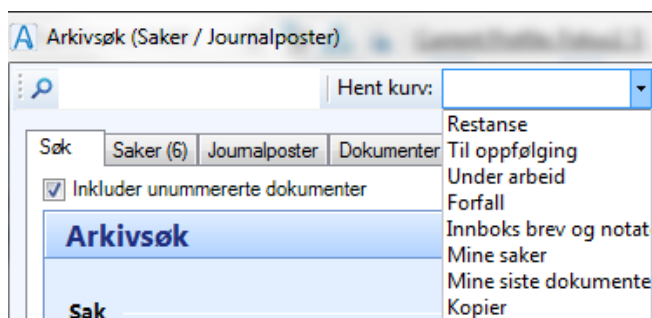 Arkivsøk (Saker / Journalposter)
Hent kurv:
Restanse
Til oppfølging
Under arbeid
Forfall
Innboks brev og notat
Mine saker
Mine siste dokumente
Kopier
Søk
Saker (6)
Journalposter
Dokumenter
Inkluder unummererte dokumenter
Arkivsøk
Sak